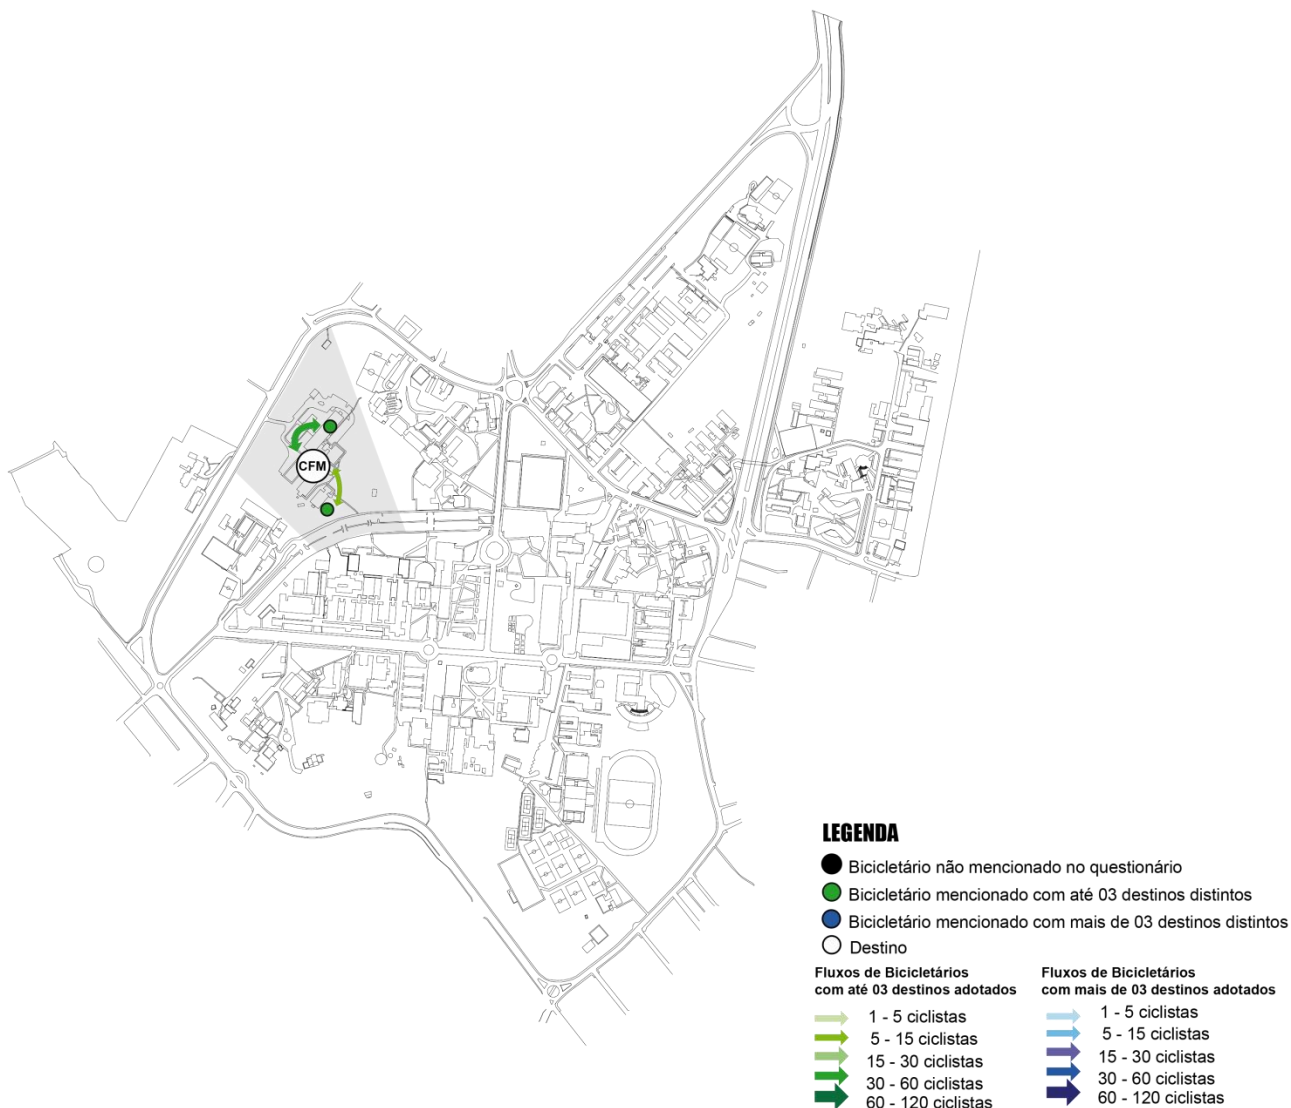 CFM
LEGENDA
Bicicletário não mencionado no questionário
Bicicletário mencionado com até 03 destinos distintos
Bicicletário mencionado com mais de 03 destinos distintos
Destino
Fluxos de Bicicletários
com até 03 destinos adotados
1 - 5 ciclistas
5 - 15 ciclistas
15 - 30 ciclistas
30 - 60 ciclistas
60 - 120 ciclistas
Fluxos de Bicicletários
com mais de 03 destinos adotados
1 - 5 ciclistas
5 - 15 ciclistas
15 - 30 ciclistas
30 - 60 ciclistas
60 - 120 ciclistas